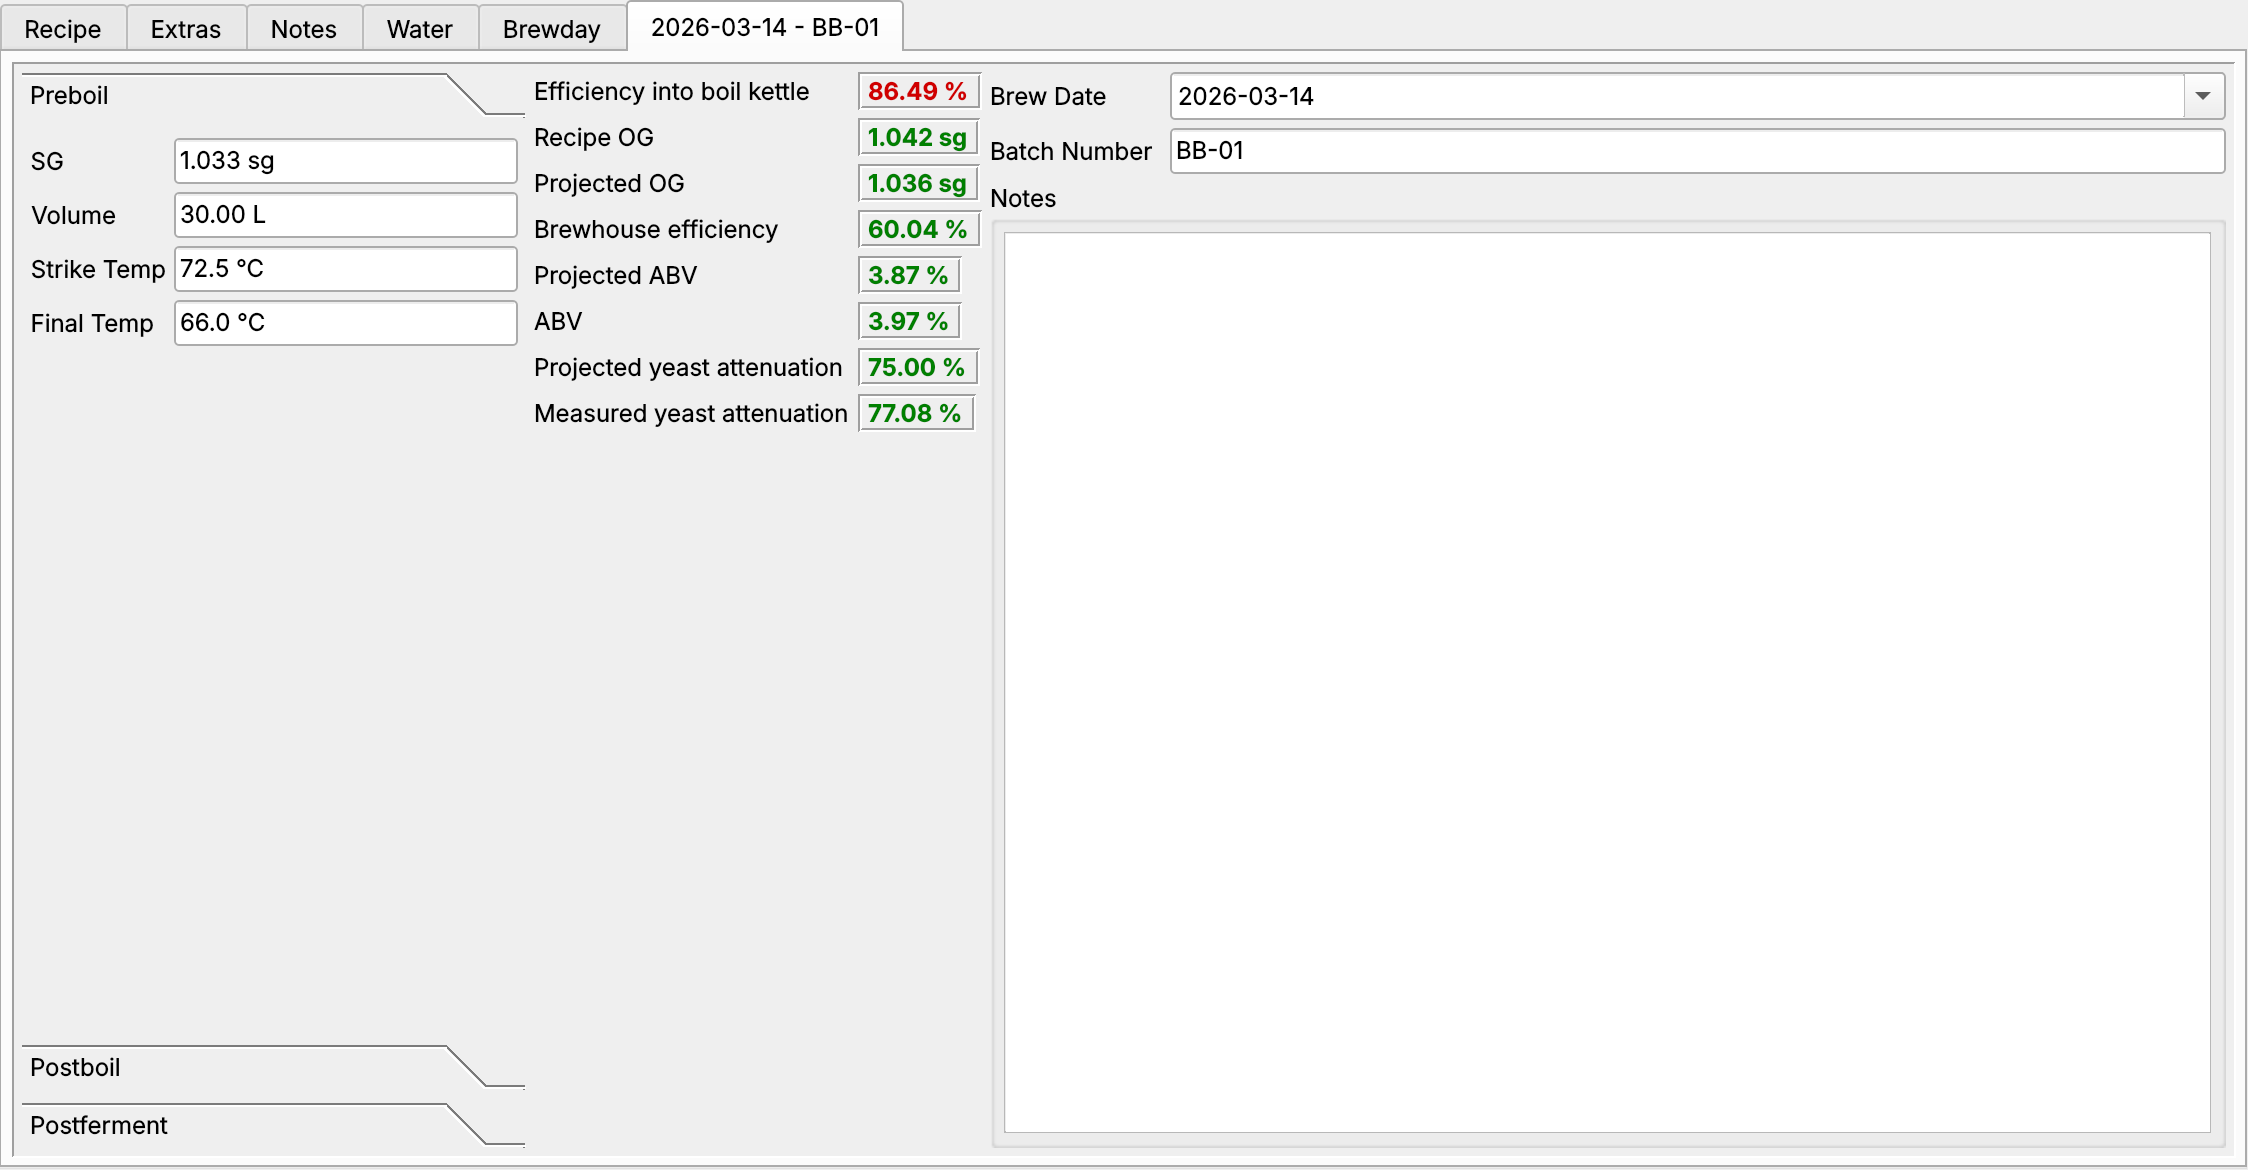 Recipe Extras Notes Water Brewday 2026-03-14 - BB-01
Preboil
SG 1.033 sg
Volume 30.00 L
Strike Temp 72.5 °C
Final Temp 66.0 °C
Postboil
Postferment
Efficiency into boil kettle 86.49 %
Recipe OG 1.042 sg
Projected OG 1.036 sg
Brewhouse efficiency 60.04 %
Projected ABV 3.87 %
ABV 3.97 %
Projected yeast attenuation 75.00 %
Measured yeast attenuation 77.08 %
Brew Date 2026-03-14
Batch Number BB-01
Notes